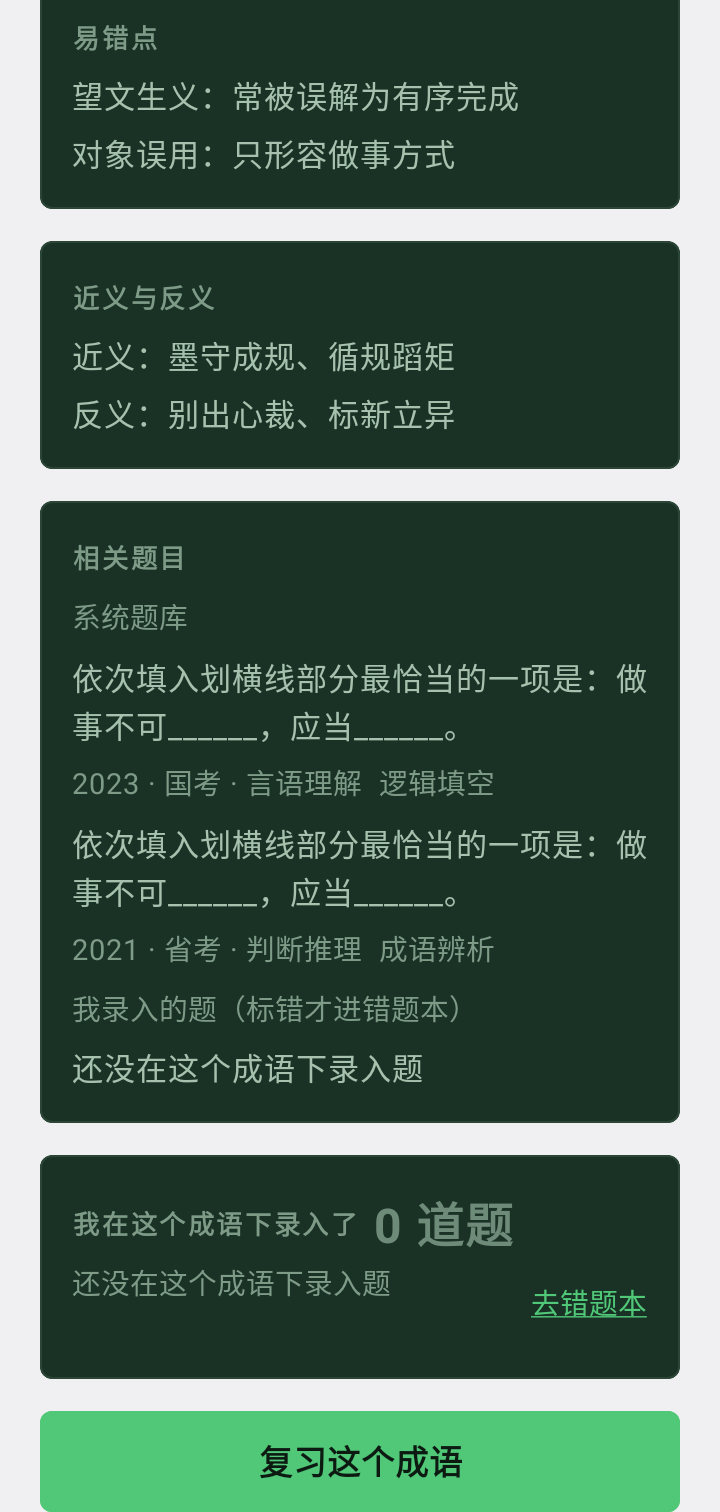 易错点
望文生义：常被误解为有序完成
对象误用：只形容做事方式
近义与反义
近义：墨守成规、循规蹈矩
反义：别出心裁、标新立异
相关题目
系统题库
依次填入划横线部分最恰当的一项是：做
事不可______，应当______。
2023 · 国考 · 言语理解 逻辑填空
依次填入划横线部分最恰当的一项是：做
事不可______，应当______。
2021 · 省考 · 判断推理 成语辨析
我录入的题（标错才进错题本）
还没在这个成语下录入题
我在这个成语下录入了 0 道题
还没在这个成语下录入题
去错题本
复习这个成语